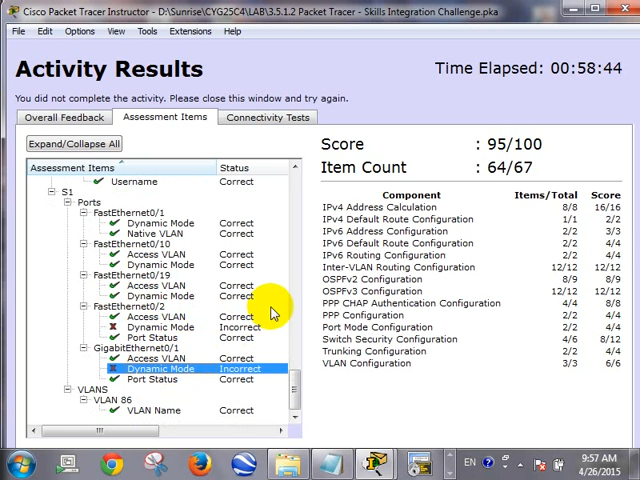 Cisco Packet Tracer Instructor - D:\Sunrise\CYG25C4\LAB\3.5.1.2 Packet Tracer - Skills Integration Challenge.pka
File Edit Options View Tools Extensions Help
Activity Results
Time Elapsed: 00:58:44
You did not complete the activity. Please close this window and try again.
Overall Feedback Assessment Items Connectivity Tests
Expand/Collapse All
Assessment Items Status
Username Correct
S1
Ports
FastEthernet0/1
Dynamic Mode Correct
Native VLAN Correct
FastEthernet0/10
Access VLAN Correct
Dynamic Mode Correct
FastEthernet0/19
Access VLAN Correct
Dynamic Mode Correct
FastEthernet0/2
Access VLAN Correct
Dynamic Mode Incorrect
Port Status Correct
GigabitEthernet0/1
Access VLAN Correct
Dynamic Mode Incorrect
Port Status Correct
VLANS
VLAN 86
VLAN Name Correct
Score : 95/100
Item Count : 64/67
Component Items/Total Score
IPv4 Address Calculation 8/8 16/16
IPv4 Default Route Configuration 1/1 2/2
IPv6 Address Configuration 2/2 3/3
IPv6 Default Route Configuration 2/2 4/4
IPv6 Routing Configuration 2/2 4/4
Inter-VLAN Routing Configuration 12/12 12/12
OSPFv2 Configuration 8/8 9/9
OSPFv3 Configuration 12/12 12/12
PPP CHAP Authentication Configuration 4/4 8/8
PPP Configuration 2/2 4/4
Port Mode Configuration 2/2 4/4
Switch Security Configuration 4/6 8/12
Trunking Configuration 2/2 4/4
VLAN Configuration 3/3 6/6
EN
9:57 AM
4/26/2015